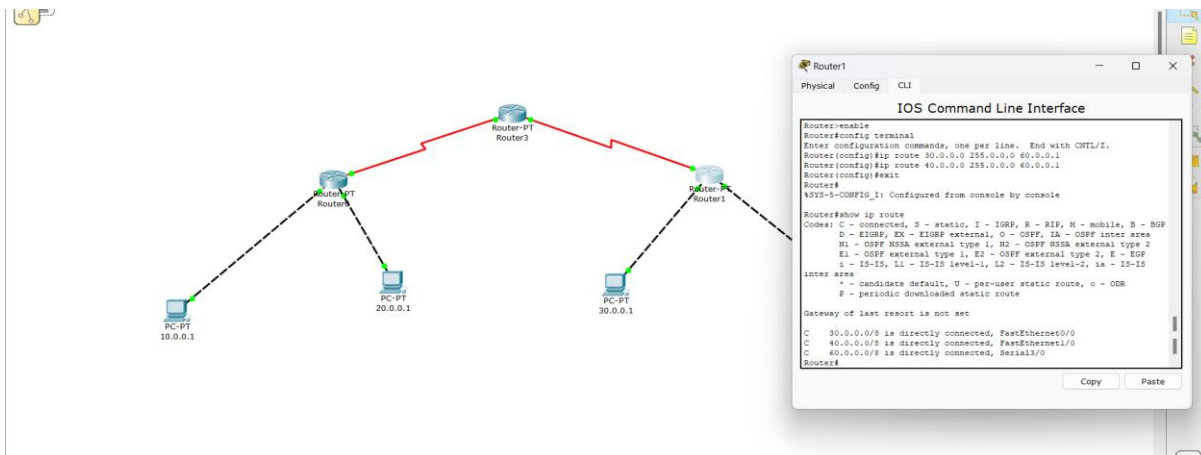 Router-PT
Router3
Router-PT
Router-PT
Router1
PC-PT
20.0.0.1
PC-PT
30.0.0.1
PC-PT
10.0.0.1
Router1
Physical Config CLI
IOS Command Line Interface
Router>enable
Router#config terminal
Enter configuration commands, one per line. End with CNTL/Z.
Router(config)#ip route 30.0.0.0 255.0.0.0 60.0.0.1
Router(config)#ip route 40.0.0.0 255.0.0.0 60.0.0.1
Router(config)#exit
Router#
%SYS-5-CONFIG_I: Configured from console by console
Router#show ip route
Codes: C - connected, S - static, I - IGRP, R - RIP, M - mobile, B - BGP
D - EIGRP, EX - EIGRP external, O - OSPF, IA - OSPF inter area
N1 - OSPF NSSA external type 1, N2 - OSPF NSSA external type 2
E1 - OSPF external type 1, E2 - OSPF external type 2, E - EGP
i - IS-IS, L1 - IS-IS level-1, L2 - IS-IS level-2, ia - IS-IS
inter area
* - candidate default, U - per-user static route, o - ODR
P - periodic downloaded static route
Gateway of last resort is not set
C 30.0.0.0/8 is directly connected, FastEthernet0/0
C 40.0.0.0/8 is directly connected, FastEthernet1/0
C 60.0.0.0/8 is directly connected, Serial3/0
Router#
Copy Paste